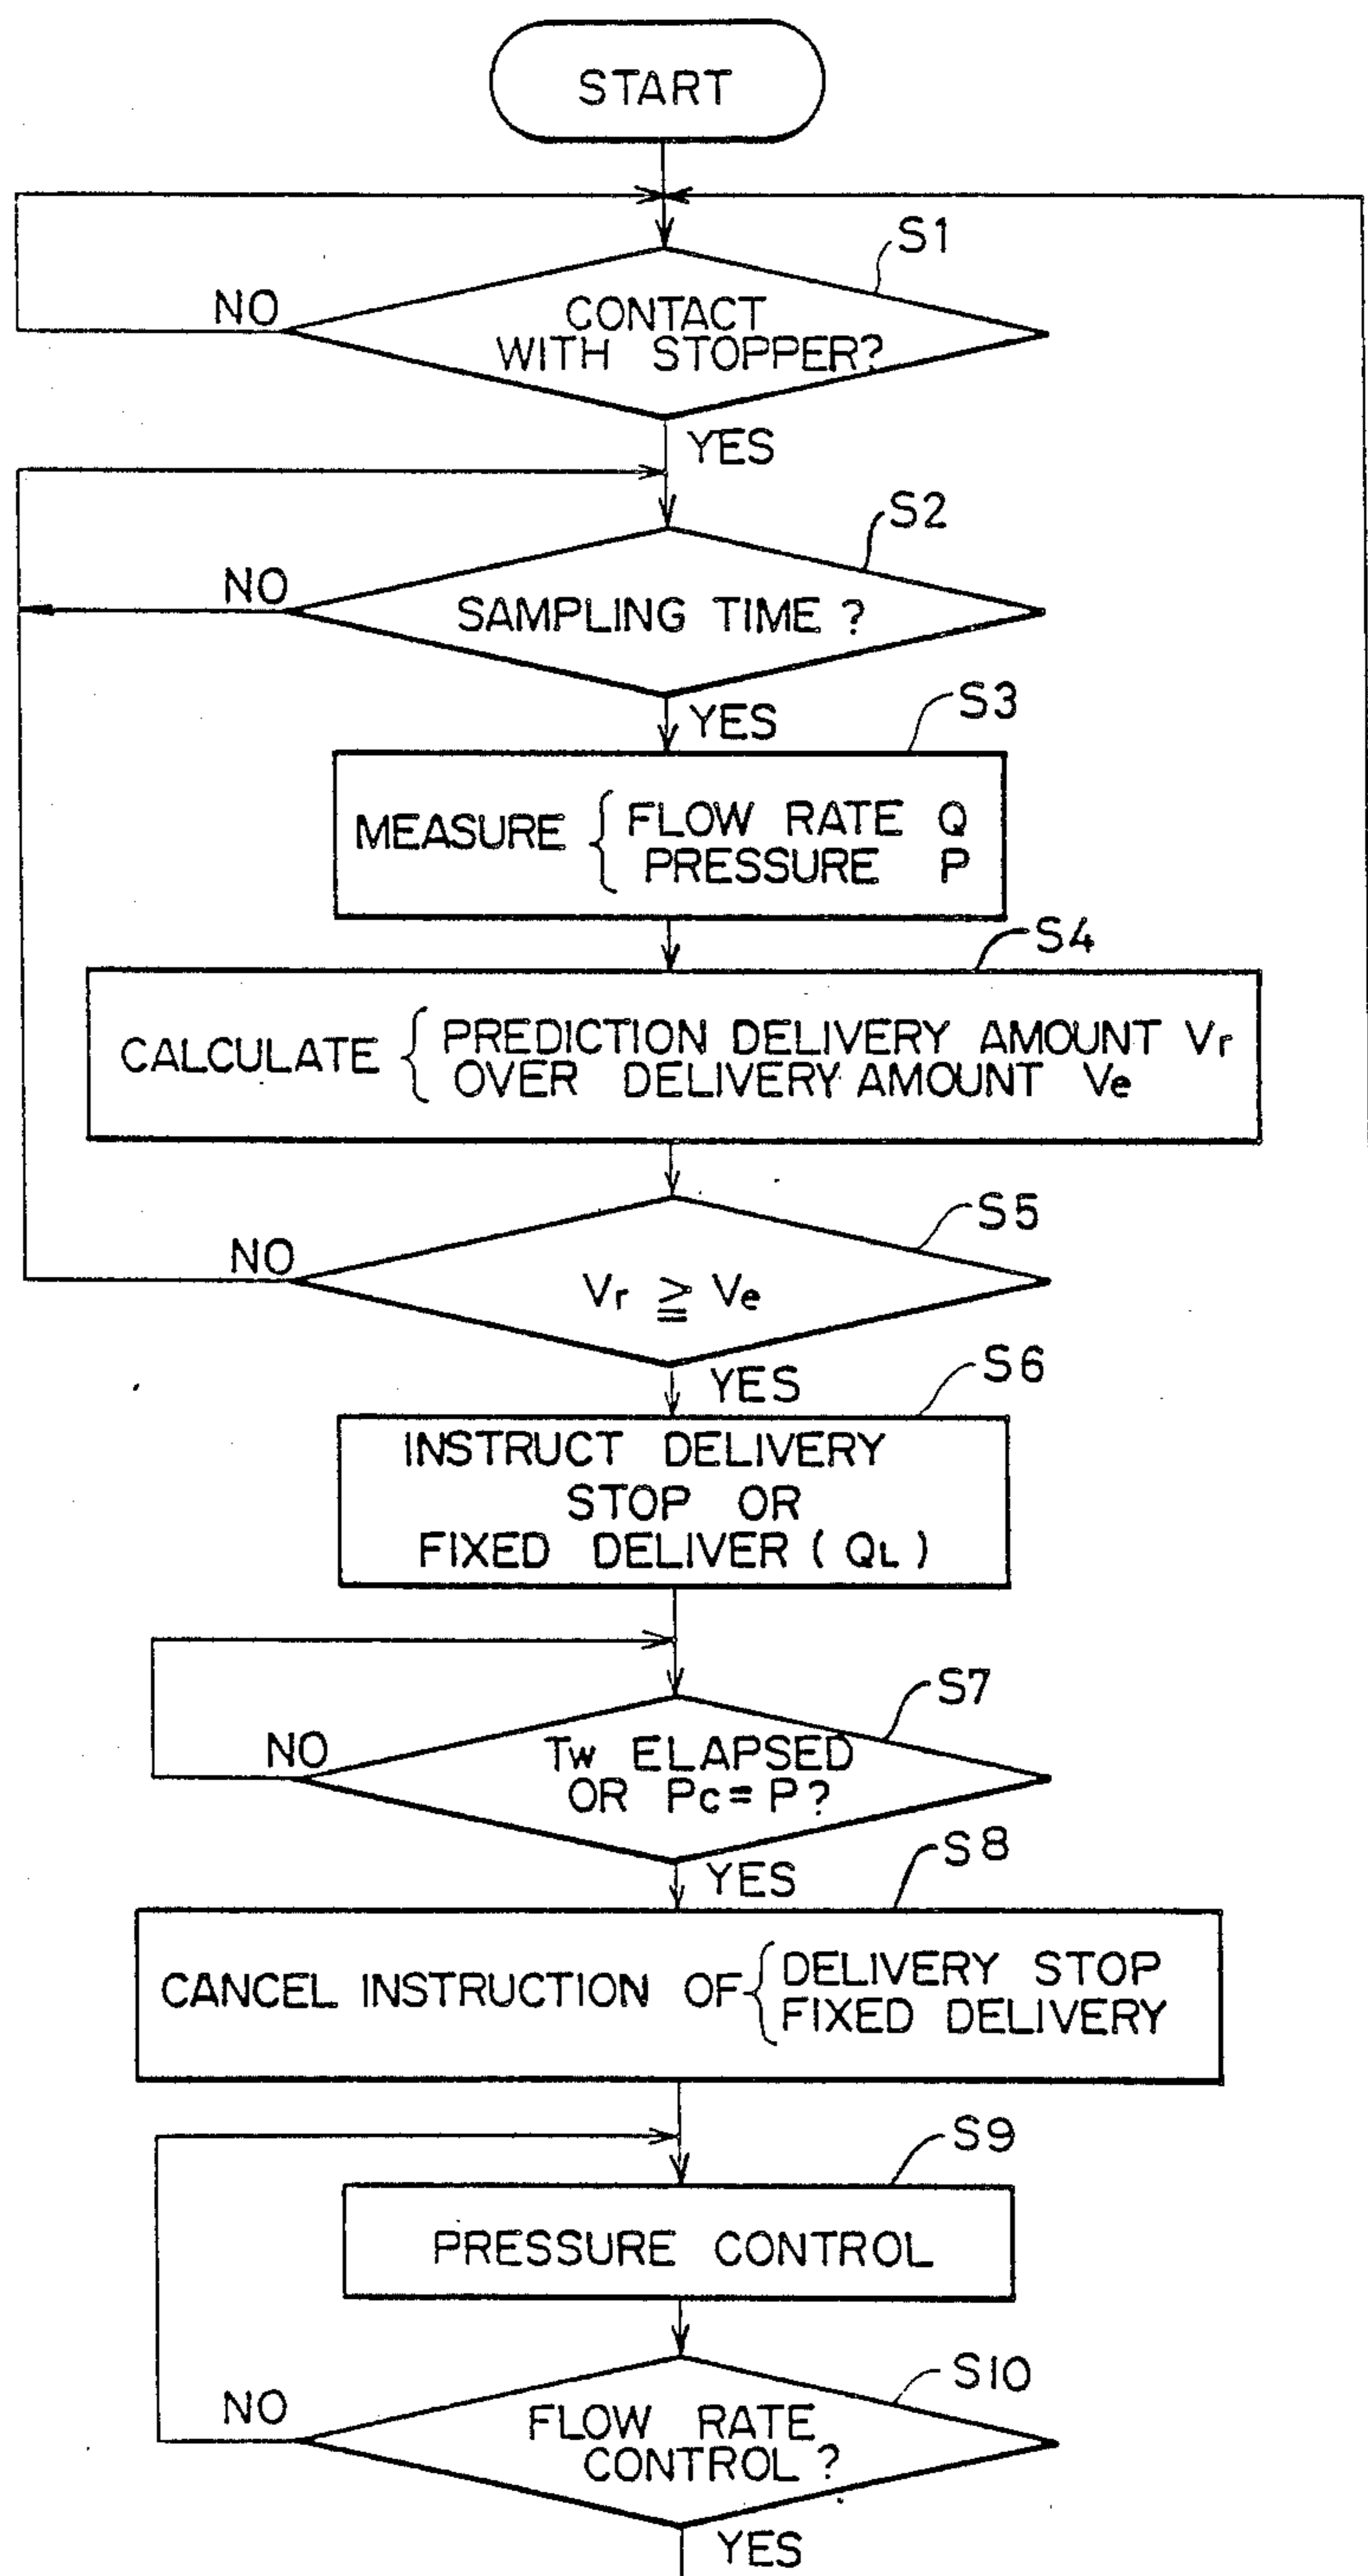 START
S1
NO
CONTACT
WITH STOPPER?
YES
S2
NO
SAMPLING TIME ?
YES
S3
MEASURE { FLOW RATE Q
PRESSURE P
S4
CALCULATE { PREDICTION DELIVERY AMOUNT Vr
OVER DELIVERY AMOUNT Ve
S5
NO
Vr ≧ Ve
YES
S6
INSTRUCT DELIVERY
STOP OR
FIXED DELIVER ( QL )
S7
NO
Tw ELAPSED
OR Pc = P ?
YES
S8
CANCEL INSTRUCTION OF { DELIVERY STOP
FIXED DELIVERY
S9
PRESSURE CONTROL
S10
NO
FLOW RATE
CONTROL ?
YES